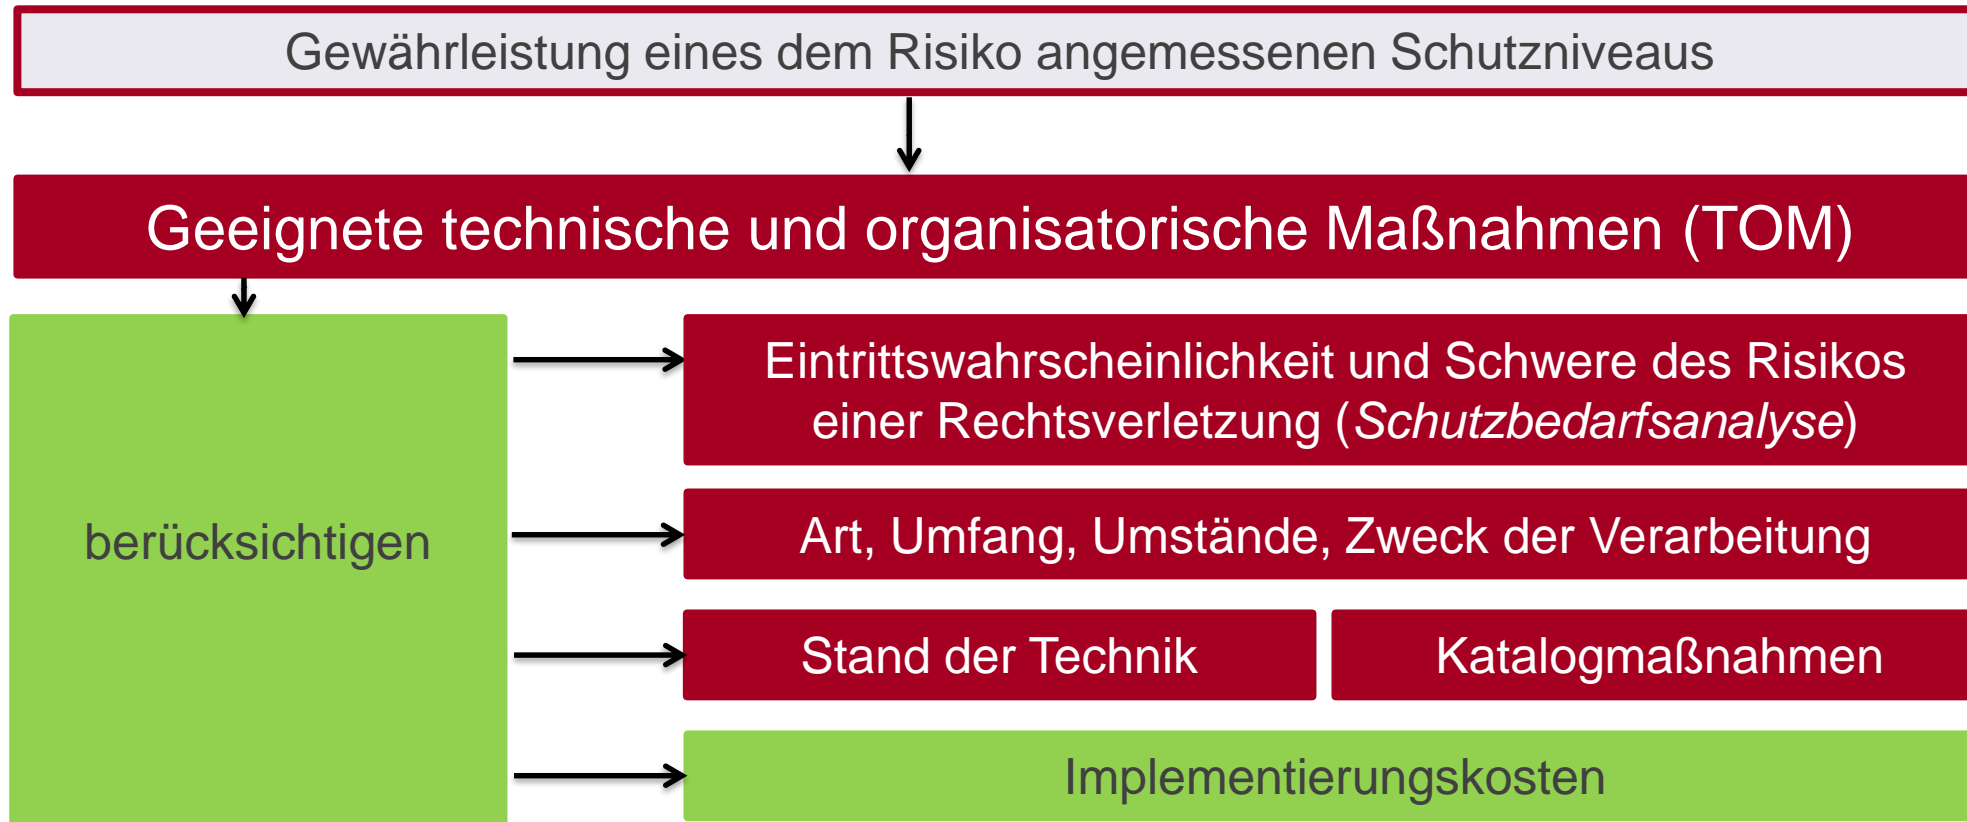 Gewährleistung eines dem Risiko angemessenen Schutzniveaus
Geeignete technische und organisatorische Maßnahmen (TOM)
berücksichtigen
Eintrittswahrscheinlichkeit und Schwere des Risikos
einer Rechtsverletzung (Schutzbedarfsanalyse)
Art, Umfang, Umstände, Zweck der Verarbeitung
Stand der Technik
Katalogmaßnahmen
Implementierungskosten